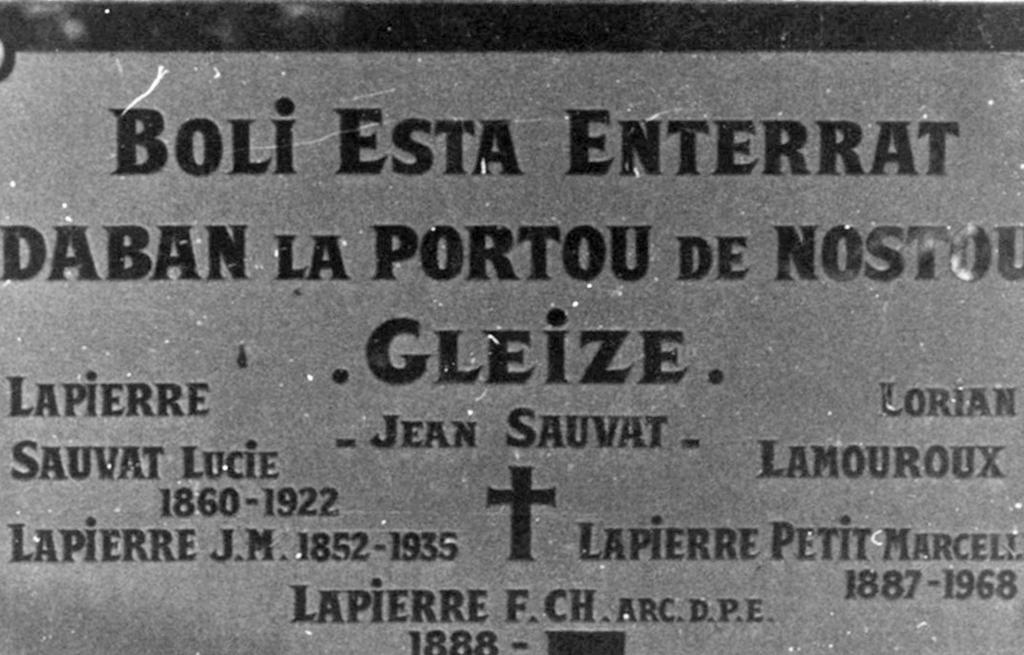 BOLi ESTA ENTERRAT
DABAN LA PORTOU DE NOSTOU
. GLEiZE .
LAPiERRE
LORIAN
- JEAN SAUVAT -
SAUVAT LUCiE
LAMOUROUX
1860-1922
LAPiERRE J.M. 1852-1935
LAPiERRE PETiT MARCELL
1887-1968
LAPiERRE F. CH. ARC. D.P.E.
1888 -